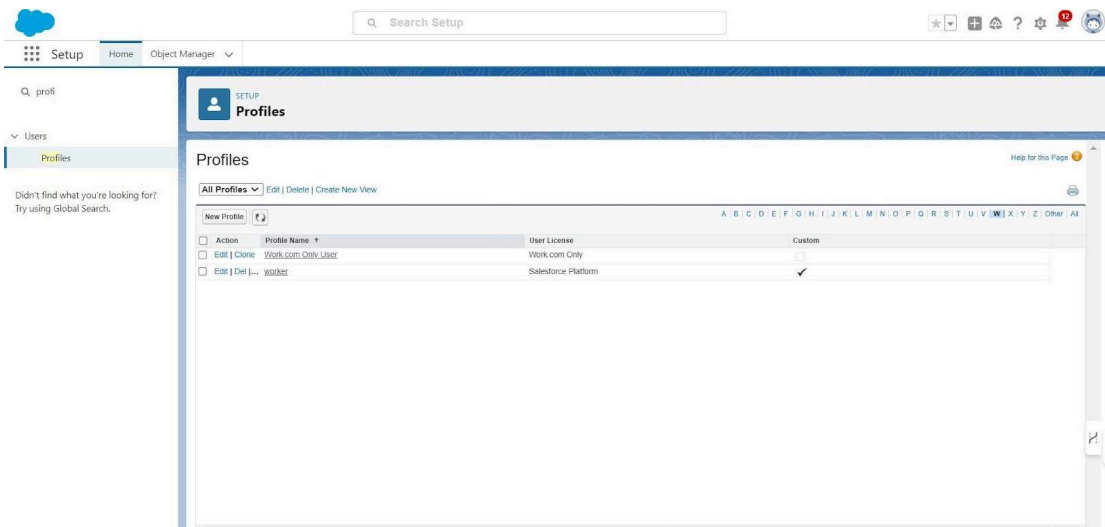 Search Setup
12
Setup Home Object Manager
profi
Users
Profiles
Didn't find what you're looking for?
Try using Global Search.
SETUP
Profiles
Profiles
Help for this Page
All Profiles Edit | Delete | Create New View
New Profile
A | B | C | D | E | F | G | H | I | J | K | L | M | N | O | P | Q | R | S | T | U | V | W | X | Y | Z | Other | All
Action Profile Name ↑ User License Custom
Edit | Clone Work.com Only User Work.com Only
Edit | Del |... worker Salesforce Platform ✓